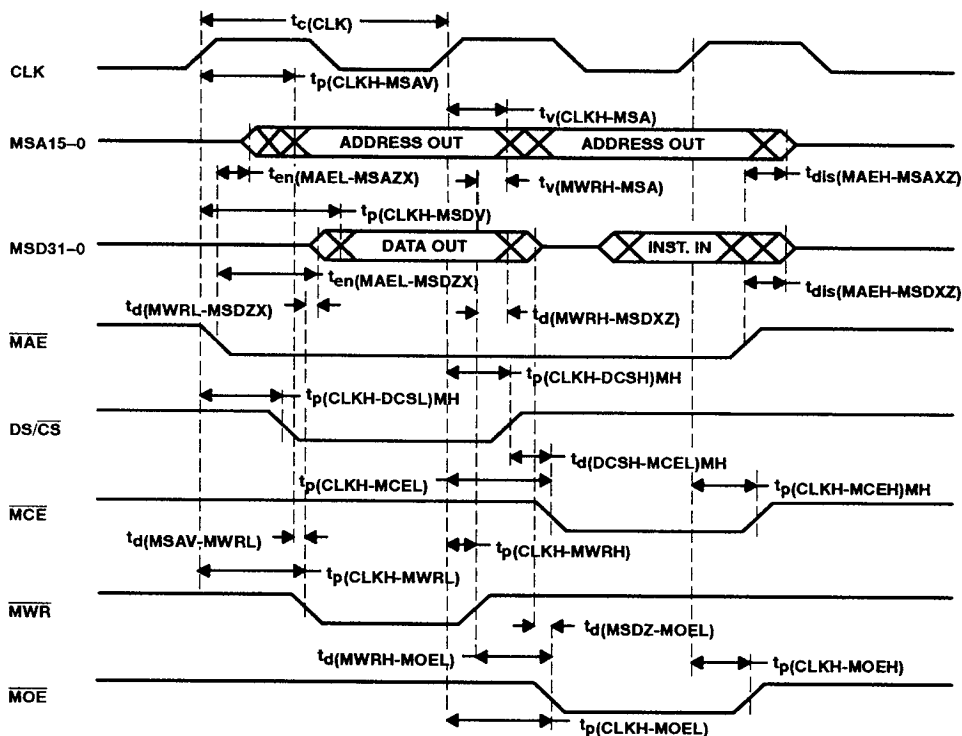 tc(CLK)
CLK
tp(CLKH-MSAV)
tv(CLKH-MSA)
MSA15–0
ADDRESS OUT
ADDRESS OUT
ten(MAEL-MSAZX)
tv(MWRH-MSA)
tdis(MAEH-MSAXZ)
tp(CLKH-MSDV)
MSD31–0
DATA OUT
INST. IN
ten(MAEL-MSDZX)
tdis(MAEH-MSDXZ)
td(MWRL-MSDZX)
td(MWRH-MSDXZ)
MAE
tp(CLKH-DCSH)MH
tp(CLKH-DCSL)MH
DS/CS
td(DCSH-MCEL)MH
tp(CLKH-MCEL)
tp(CLKH-MCEH)MH
MCE
td(MSAV-MWRL)
tp(CLKH-MWRH)
tp(CLKH-MWRL)
MWR
td(MSDZ-MOEL)
td(MWRH-MOEL)
tp(CLKH-MOEH)
MOE
tp(CLKH-MOEL)